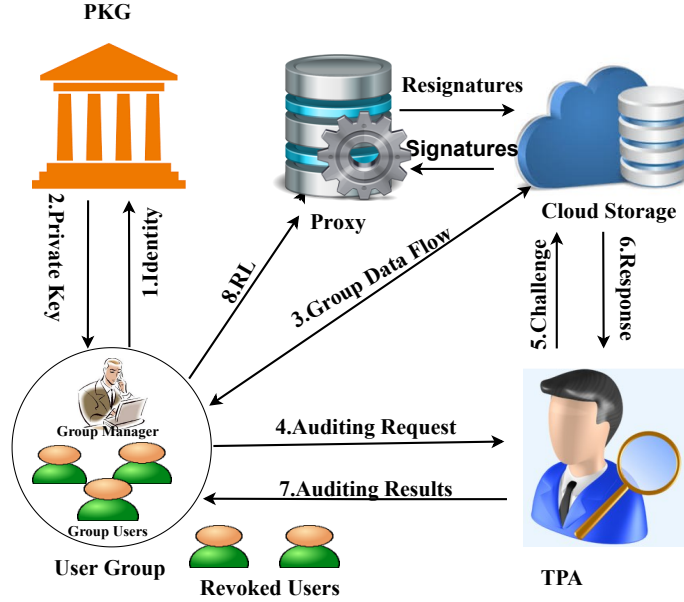 PKG
Resignatures
Signatures
Proxy
Cloud Storage
2.Private Key
1.Identity
8.RL
3.Group Data Flow
5.Challenge
6.Response
Group Manager
4.Auditing Request
Group Users
7.Auditing Results
User Group
Revoked Users
TPA